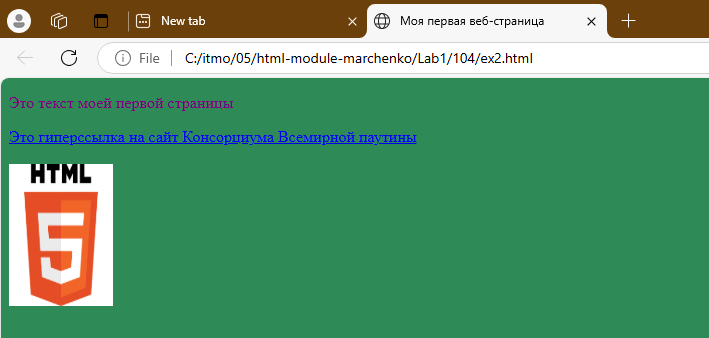 New tab
Моя первая веб-страница
File
C:/itmo/05/html-module-marchenko/Lab1/104/ex2.html
Это текст моей первой страницы
Это гиперссылка на сайт Консорциума Всемирной паутины
HTML
5